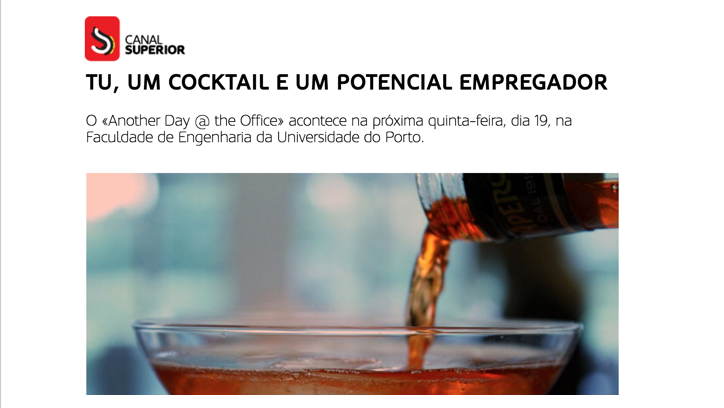 CANAL
SUPERIOR
TU, UM COCKTAIL E UM POTENCIAL EMPREGADOR
O «Another Day @ the Office» acontece na próxima quinta-feira, dia 19, na
Faculdade de Engenharia da Universidade do Porto.